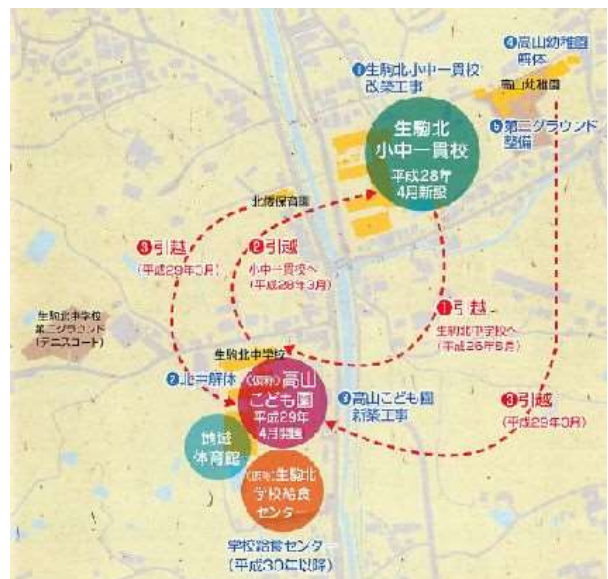 ❹高山幼稚園
解体
高山幼稚園
❶生駒北小中一貫校
改築工事
❺第二グラウンド
整備
生駒北
小中一貫校
平成28年
4月新設
北倭保育園
❸引越
(平成29年3月)
❷引越
小中一貫校へ
(平成28年3月)
❶引越
生駒北中学校へ
(平成26年8月)
生駒北中学校
第二グラウンド
(テニスコート)
生駒北中学校
❷北中解体
(仮称)高山
こども園
平成29年
4月開園
❸高山こども園
新築工事
❸引越
(平成29年3月)
地域
体育館
(仮称)生駒北
学校給食
センター
学校給食センター
(平成30年以降)